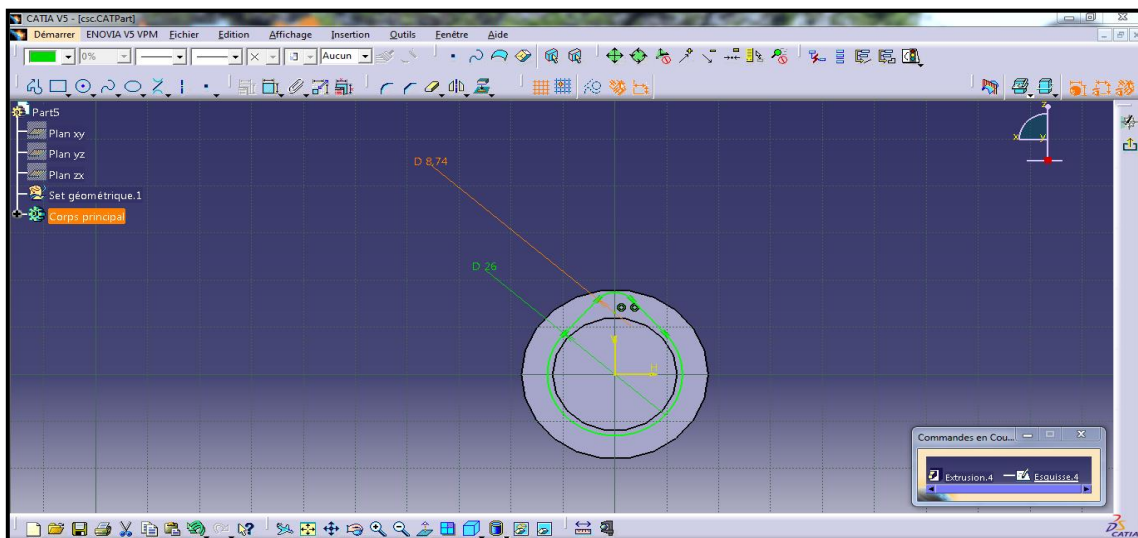 CATIA V5 - [csc.CATPart]
Démarrer ENOVIA V5 VPM Fichier Edition Affichage Insertion Outils Fenêtre Aide
0% Aucun
Part5
Plan xy
Plan yz
Plan zx
Set géométrique.1
Corps principal
z
x y
D 8,74
D 26
V
H
Commandes en Cou...
Extrusion.4 Esquisse.4
CATIA